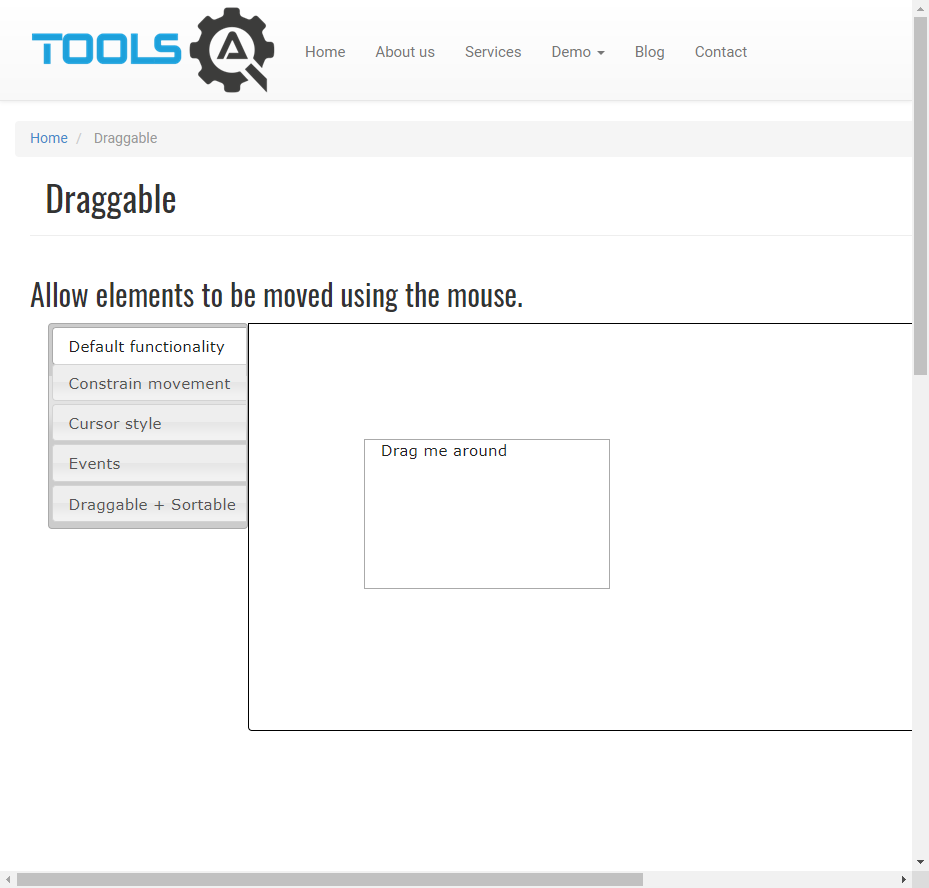 TOOLS QA
Home About us Services Demo Blog Contact
Home / Draggable
Draggable
Allow elements to be moved using the mouse.
Default functionality
Constrain movement
Cursor style
Events
Draggable + Sortable
Drag me around